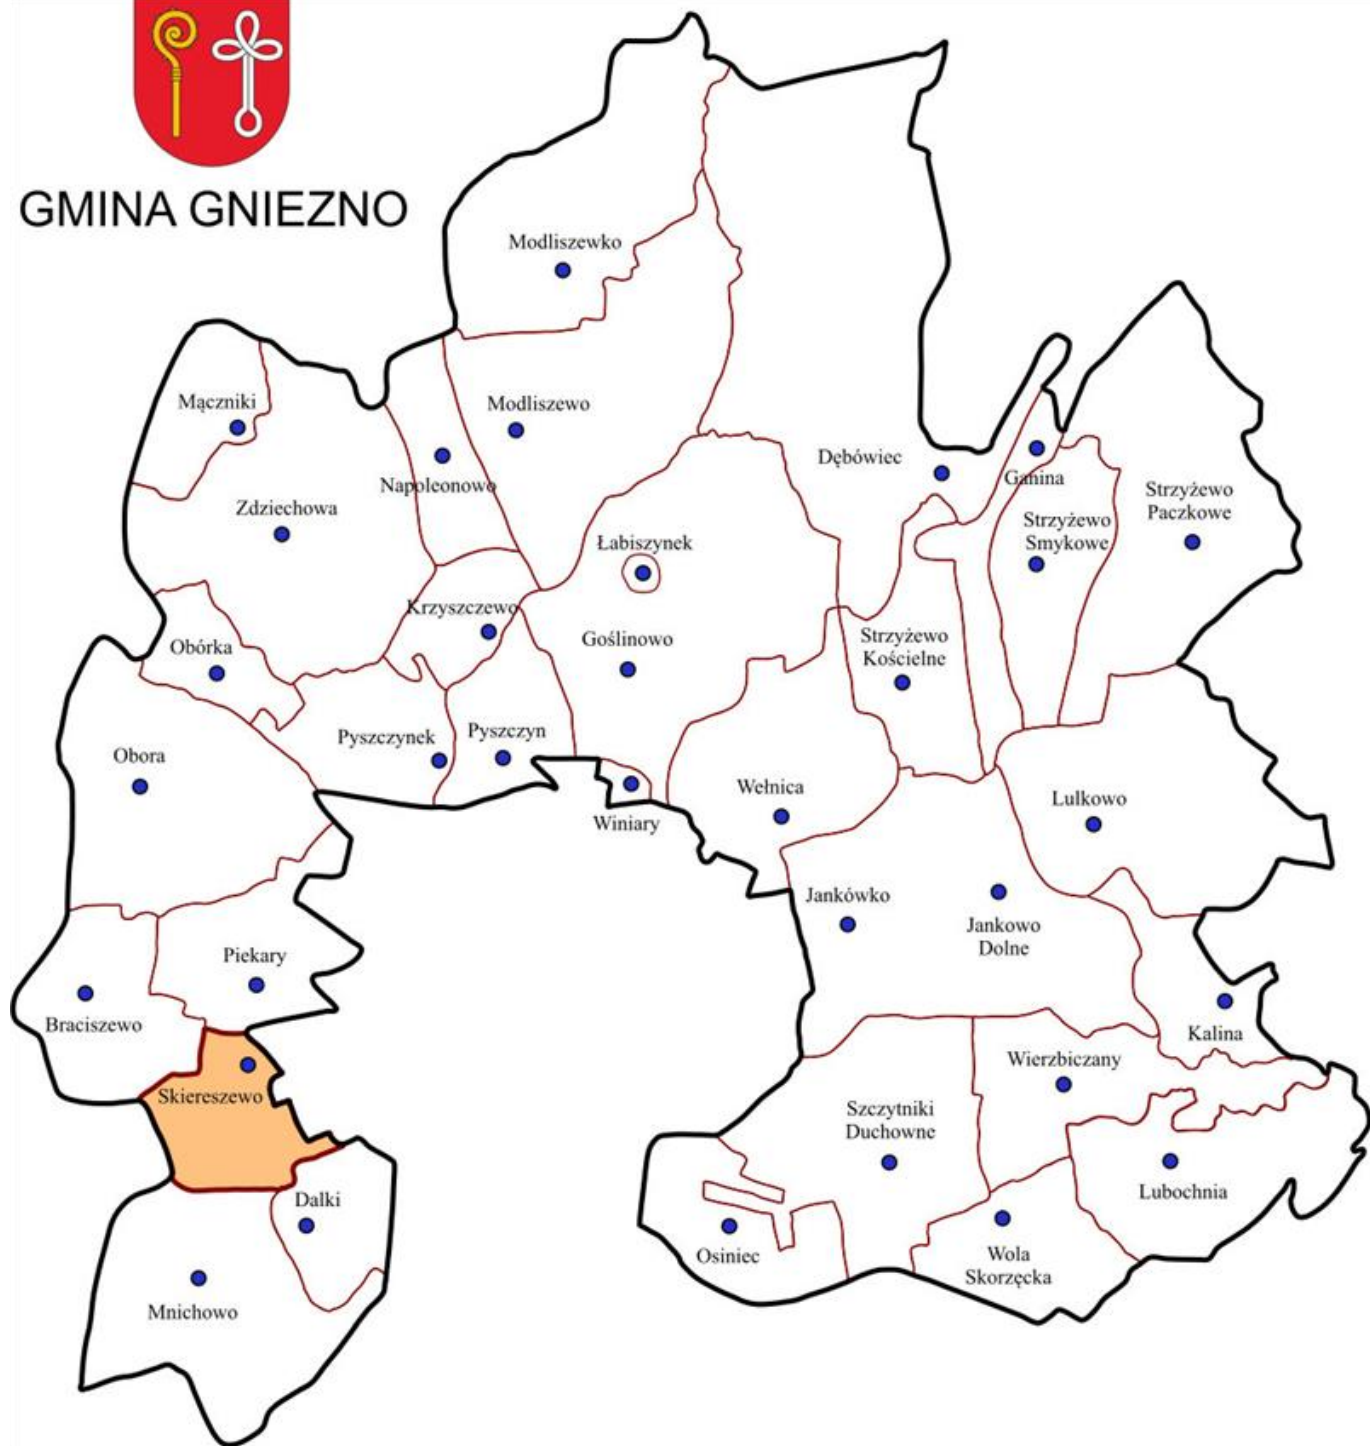 GMINA GNIEZNO
Modliszewko
Mączniki
Modliszewo
Napoleonowo
Zdziechowa
Dębówiec
Ganina
Strzyżewo
Paczkowe
Strzyżewo
Smykowe
Łabiszynek
Krzyszczewo
Goślinowo
Obórka
Strzyżewo
Kościelne
Pyszczynek
Pyszczyn
Obora
Wełnica
Winiary
Lulkowo
Jankówko
Jankowo
Dolne
Piekary
Braciszewo
Kalina
Skiereszewo
Wierzbiczany
Szczytniki
Duchowne
Dalki
Lubochnia
Osiniec
Wola
Skorzęcka
Mnichowo